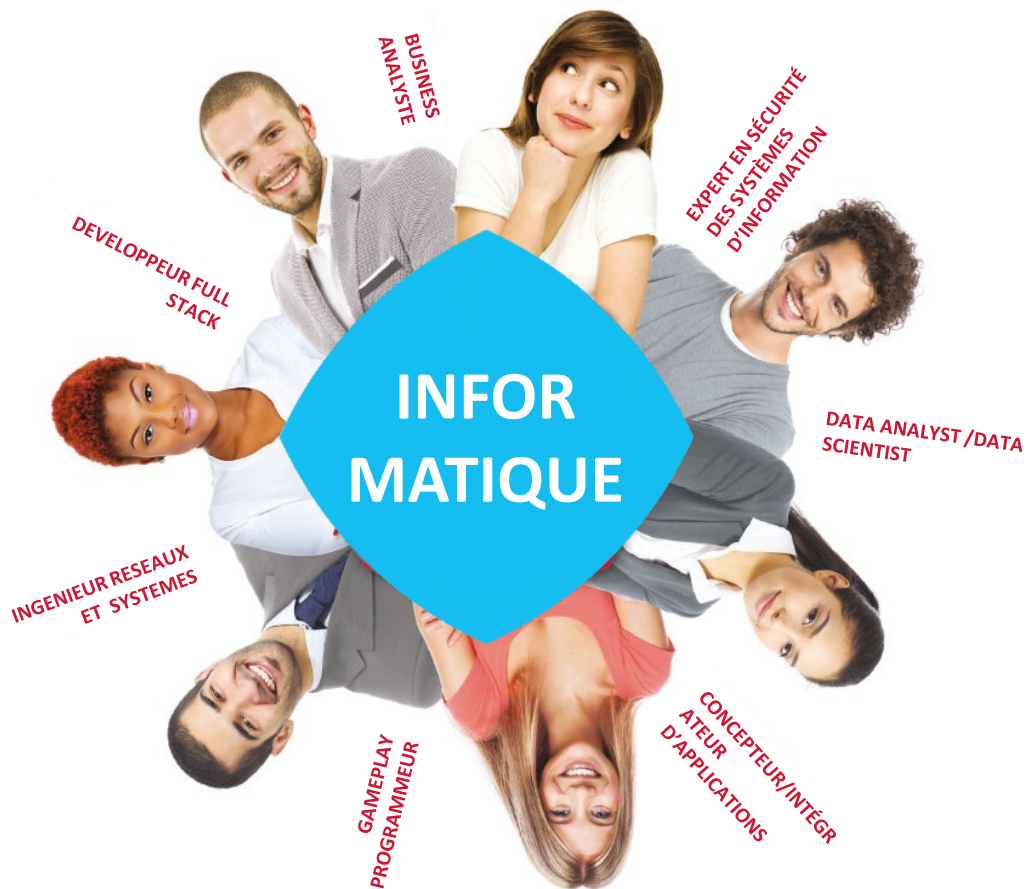 BUSINESS
ANALYSTE
EXPERT EN SÉCURITÉ
DES SYSTÈMES
D'INFORMATION
DEVELOPPEUR FULL
STACK
INFOR
MATIQUE
DATA ANALYST /DATA
SCIENTIST
INGENIEUR RESEAUX
ET SYSTEMES
CONCEPTEUR/INTÉGR
ATEUR
D'APPLICATIONS
GAMEPLAY
PROGRAMMEUR